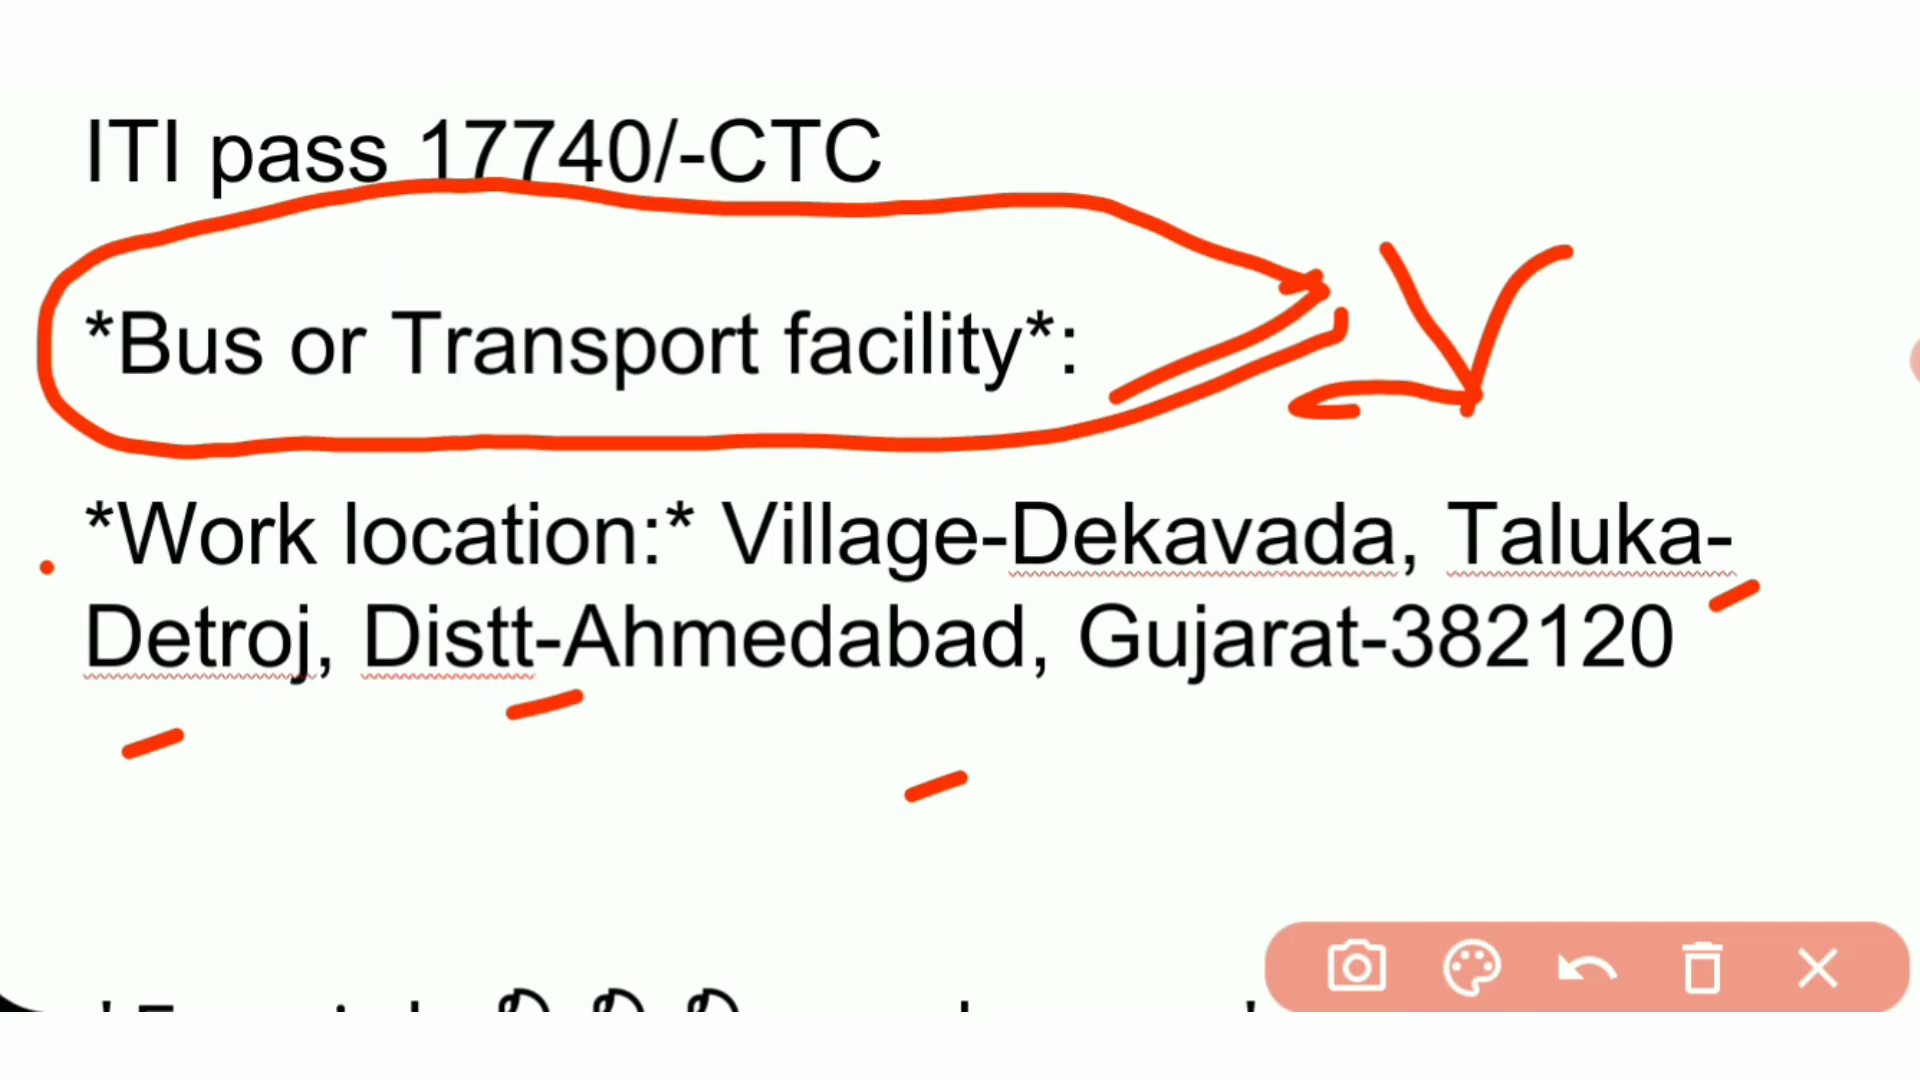 ITI pass 17740/-CTC
*Bus or Transport facility*:
*Work location:* Village-Dekavada, Taluka-
Detroj, Distt-Ahmedabad, Gujarat-382120